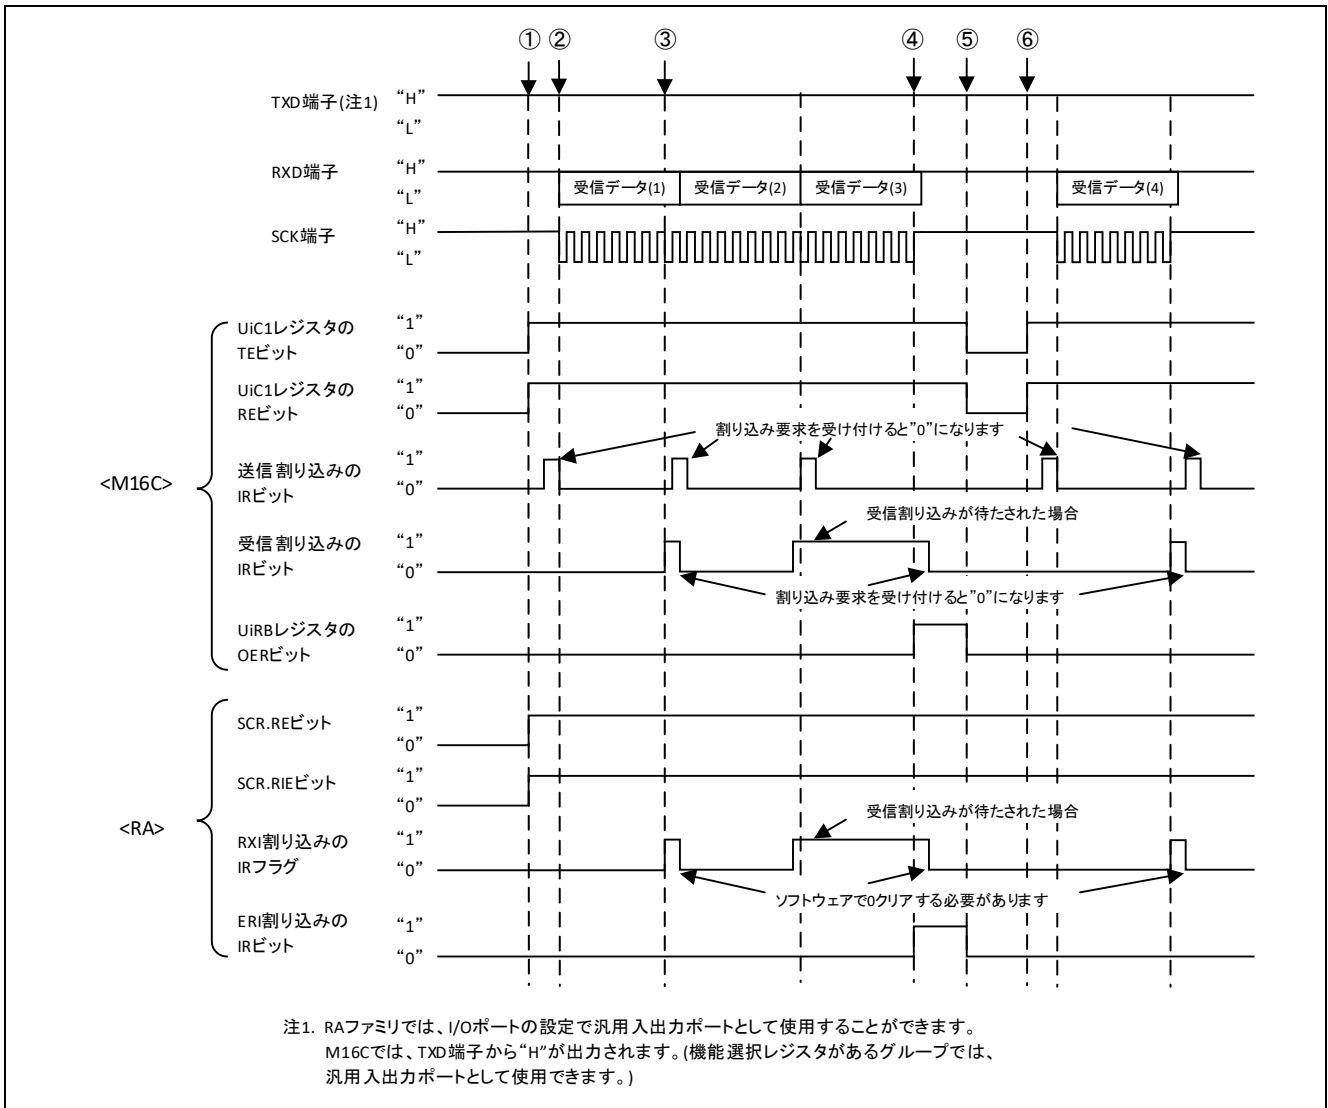 ① ② ③ ④ ⑤ ⑥
TXD端子(注1) “H”
“L”
RXD端子 “H”
“L”
受信データ(1) 受信データ(2) 受信データ(3) 受信データ(4)
SCK端子 “H”
“L”
<M16C>
UiC1レジスタの “1”
TEビット “0”
UiC1レジスタの “1”
REビット “0”
割り込み要求を受け付けると”0”になります
送信割り込みの “1”
IRビット “0”
受信割り込みが待たされた場合
受信割り込みの “1”
IRビット “0”
割り込み要求を受け付けると”0”になります
UiRBレジスタの “1”
OERビット “0”
<RA>
SCR.REビット “1”
“0”
SCR.RIEビット “1”
“0”
受信割り込みが待たされた場合
RXI割り込みの “1”
IRフラグ “0”
ソフトウェアで0クリアする必要があります
ERI割り込みの “1”
IRビット “0”
注1. RAファミリでは、I/Oポートの設定で汎用入出力ポートとして使用することができます。
M16Cでは、TXD端子から“H”が出力されます。(機能選択レジスタがあるグループでは、
汎用入出力ポートとして使用できます。)